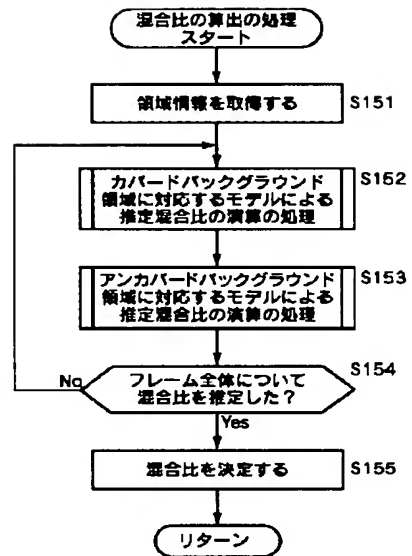 混合比の算出の処理
スタート
領域情報を取得する
S151
カバードバックグラウンド
領域に対応するモデルによる
推定混合比の演算の処理
S152
アンカバードバックグラウンド
領域に対応するモデルによる
推定混合比の演算の処理
S153
フレーム全体について
混合比を推定した?
S154
No
Yes
混合比を決定する
S155
リターン